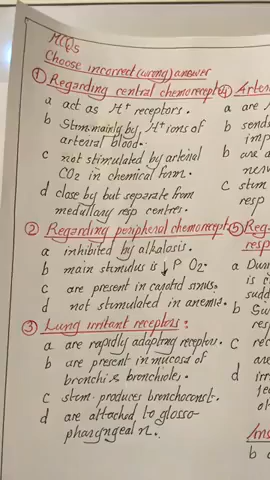 MCQs
Choose incorrect (wrong) answer
① Regarding central chemorecept
a act as H⁺ receptors.
b Stim. mainly by H⁺ ions of
arterial blood.
c not stimulated by arterial
CO₂ in chemical form.
d close by but separate from
medullary resp centres.
② Regarding peripheral chemorecept
a inhibited by alkalosis.
b main stimulus is ↓ P O₂.
c are present in carotid sinus.
d not stimulated in anemia.
③ Lung irritant receptors:
a are rapidly adapting receptors.
b are present in mucosa of
bronchi & bronchioles.
c stim. produces bronchoconst.
d are attached to glosso-
pharyngeal n.
④ Arter
a are
b sends
imp
b are
nerv
c stim
resp
⑤ Reg
resp
a Dur
is c
sudd
b Su
res
c rec
are
d irr
fe
of
Ans
b a